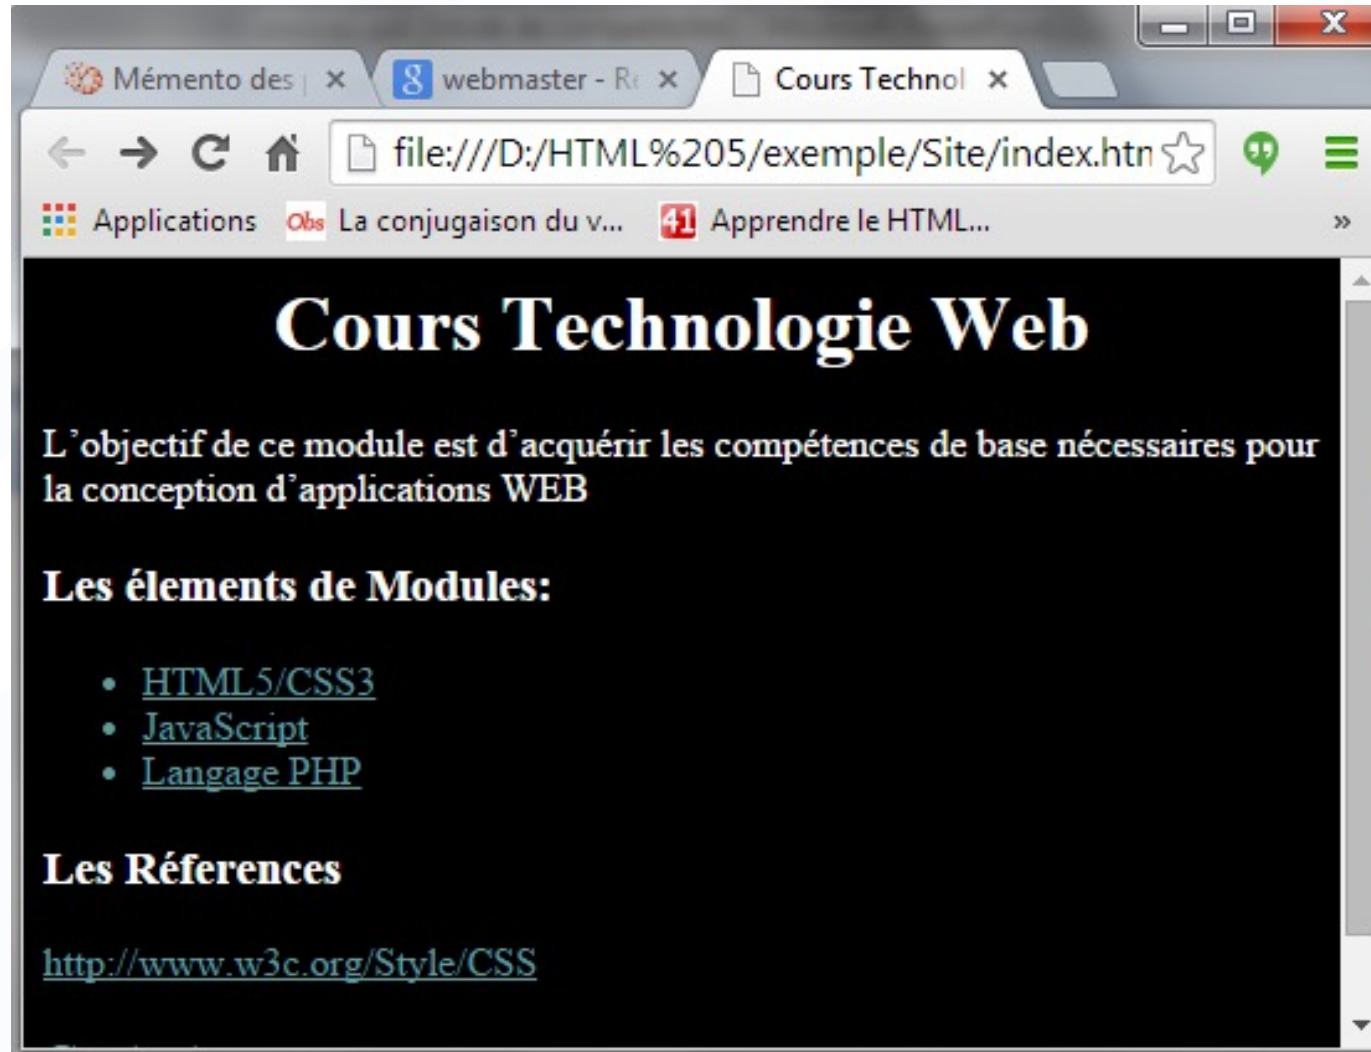 Mémento des
webmaster - Re
Cours Technol
file:///D:/HTML%205/exemple/Site/index.htm
Applications
Obs La conjugaison du v...
41 Apprendre le HTML...
»
Cours Technologie Web
L’objectif de ce module est d’acquérir les compétences de base nécessaires pour
la conception d’applications WEB
Les élements de Modules:
• HTML5/CSS3
• JavaScript
• Langage PHP
Les Réferences
http://www.w3c.org/Style/CSS